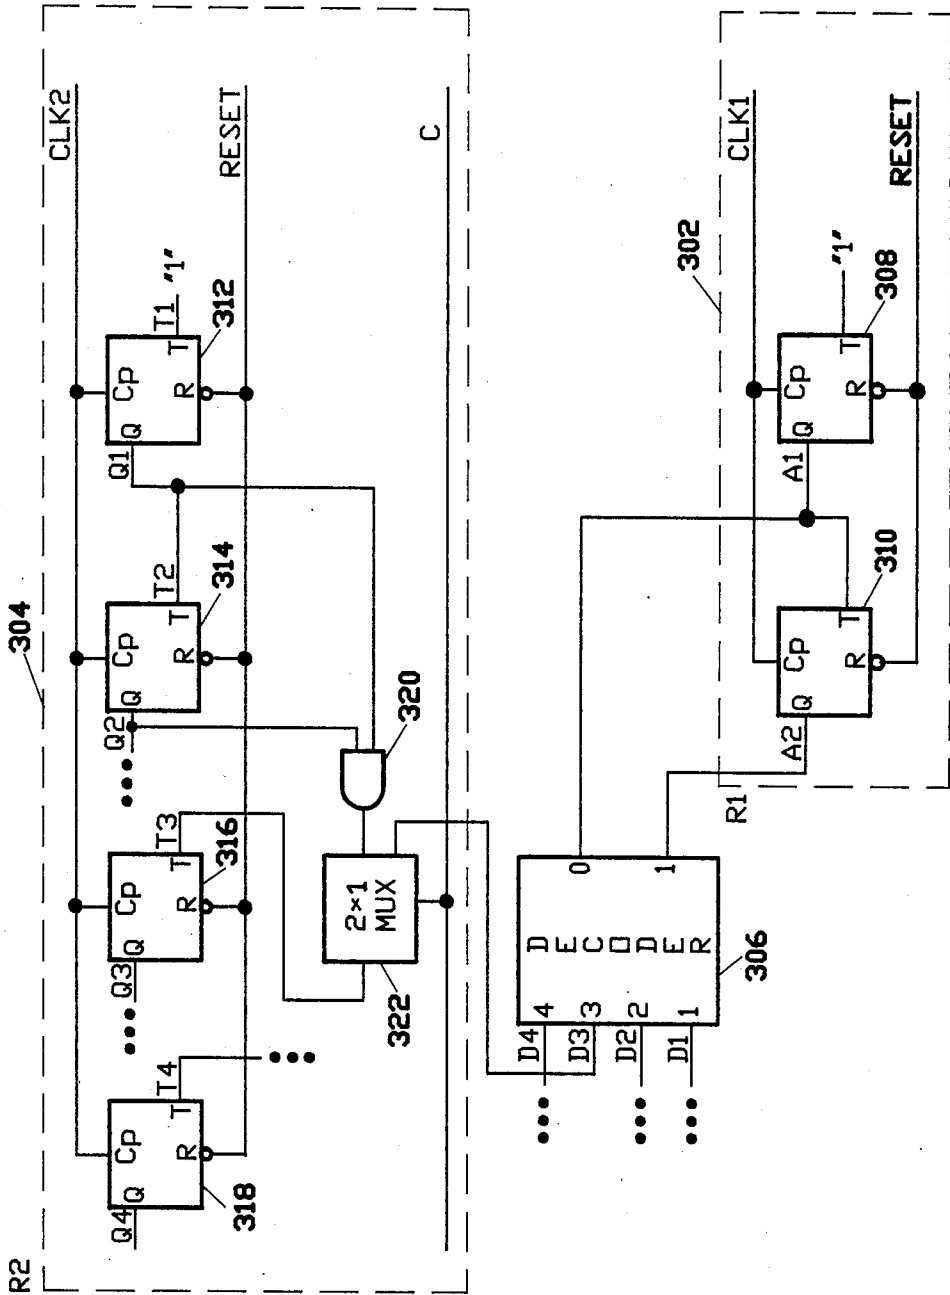 R2
304
CLK2
RESET
C
Q4
Q
Cp
R
T
T4
318
Q3
Q
Cp
R
T
T3
316
Q2
Q
Cp
R
T
T2
314
Q1
Q
Cp
R
T
T1
"1"
312
320
2×1
MUX
322
D4
D3
D2
D1
4
3
2
1
DECODER
0
1
306
R1
302
CLK1
RESET
A2
Q
Cp
R
T
310
A1
Q
Cp
R
T
"1"
308